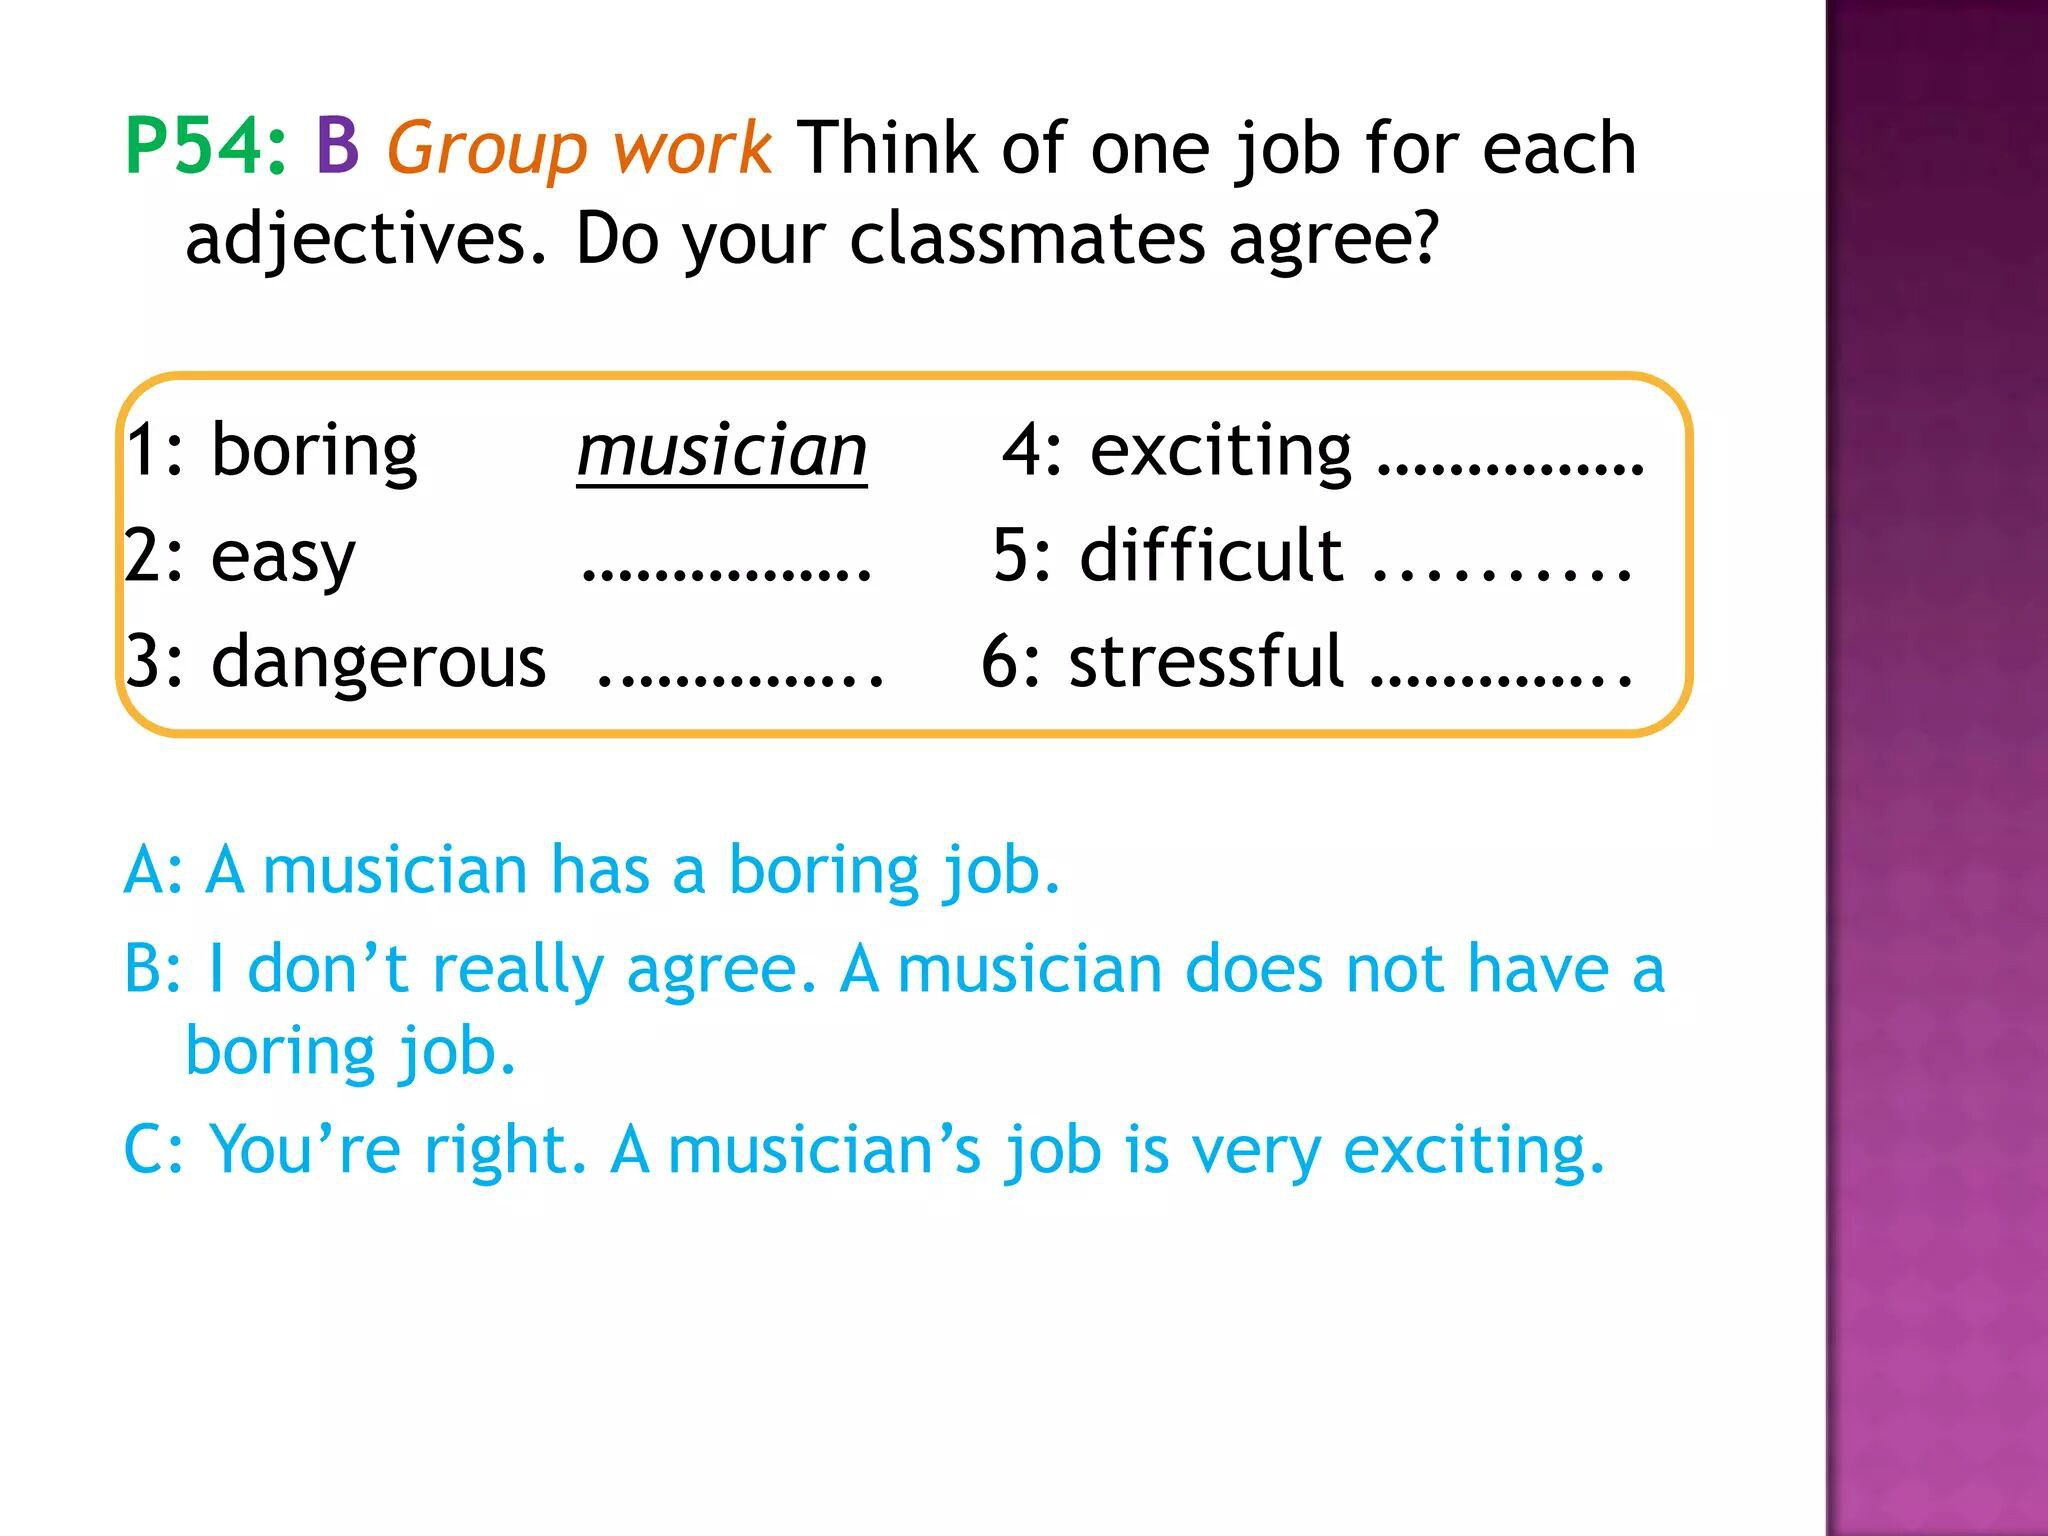 P54: B Group work Think of one job for each
adjectives. Do your classmates agree?
1: boring musician 4: exciting ……………
2: easy ……………. 5: difficult ..........
3: dangerous .………….. 6: stressful …………..
A: A musician has a boring job.
B: I don’t really agree. A musician does not have a
boring job.
C: You’re right. A musician’s job is very exciting.